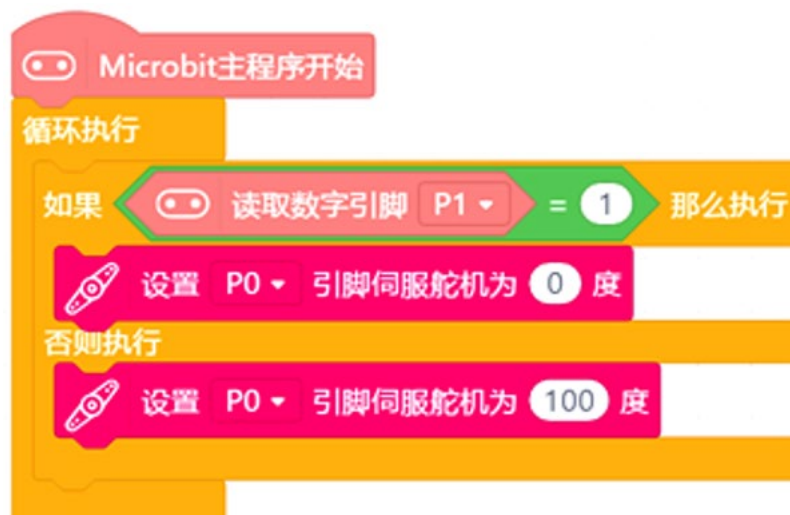 Microbit主程序开始
循环执行
如果 读取数字引脚 P1 = 1 那么执行
设置 P0 引脚伺服舵机为 0 度
否则执行
设置 P0 引脚伺服舵机为 100 度